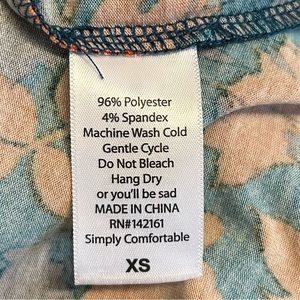 96% Polyester
4% Spandex
Machine Wash Cold
Gentle Cycle
Do Not Bleach
Hang Dry
or you'll be sad
MADE IN CHINA
RN#142161
Simply Comfortable
XS